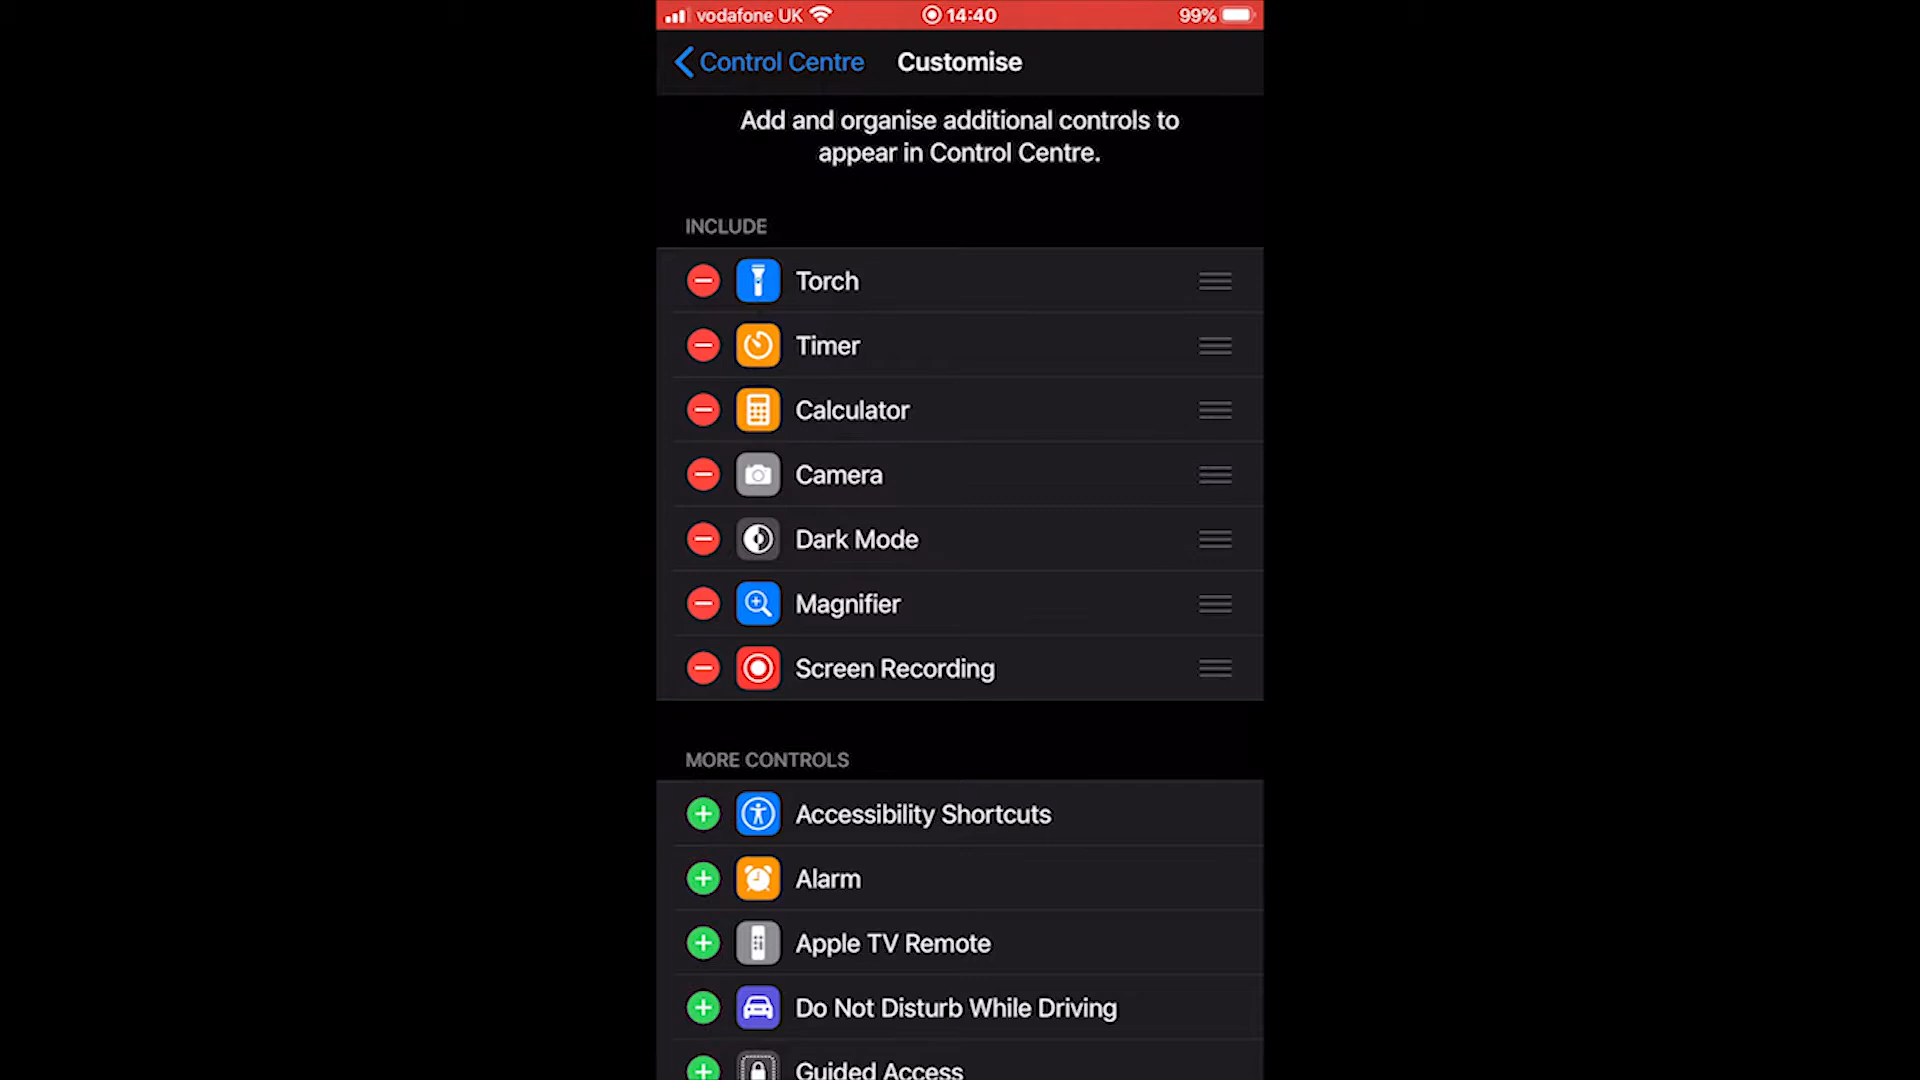 vodafone UK 14:40 99%
Control Centre Customise
Add and organise additional controls to
appear in Control Centre.
INCLUDE
Torch
Timer
Calculator
Camera
Dark Mode
Magnifier
Screen Recording
MORE CONTROLS
Accessibility Shortcuts
Alarm
Apple TV Remote
Do Not Disturb While Driving
Guided Access